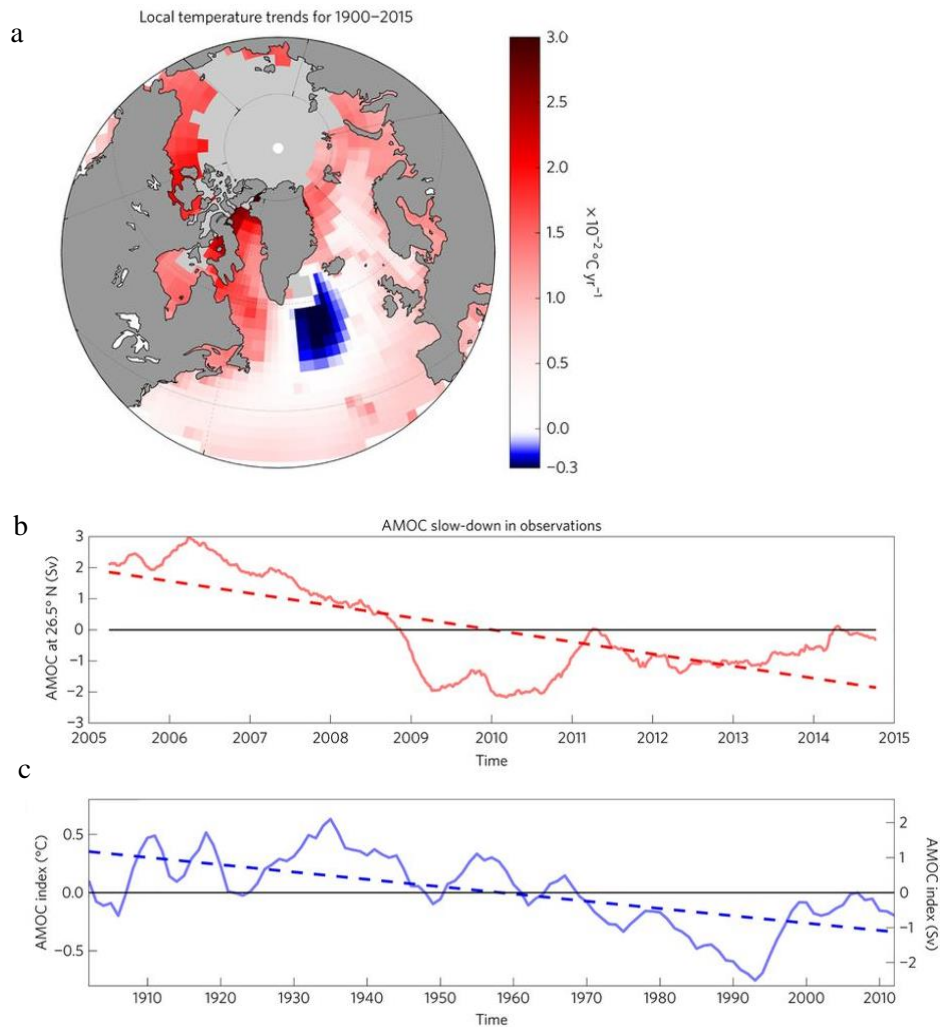 Local temperature trends for 1900–2015
a
3.0
2.5
2.0
1.5
1.0
0.5
0.0
−0.3
×10⁻² °C yr⁻¹
b
AMOC slow-down in observations
AMOC at 26.5° N (Sv)
3
2
1
0
−1
−2
−3
2005 2006 2007 2008 2009 2010 2011 2012 2013 2014 2015
Time
c
AMOC index (°C)
0.5
0.0
−0.5
2
1
0
−1
−2
AMOC index (Sv)
1910 1920 1930 1940 1950 1960 1970 1980 1990 2000 2010
Time